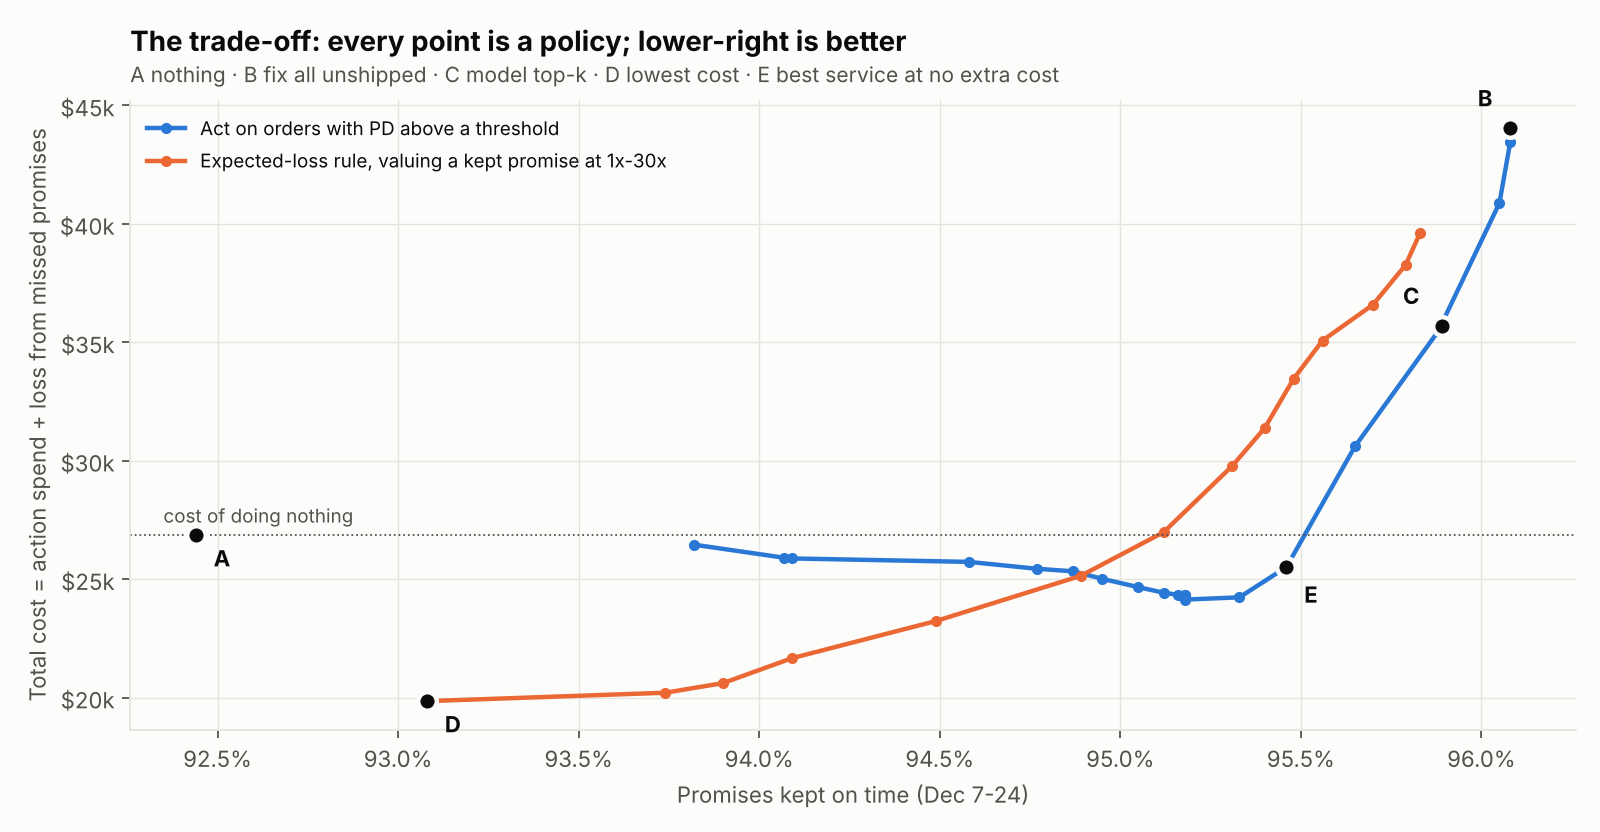 The trade-off: every point is a policy; lower-right is better
A nothing · B fix all unshipped · C model top-k · D lowest cost · E best service at no extra cost
Total cost = action spend + loss from missed promises
$45k
$40k
$35k
$30k
$25k
$20k
Act on orders with PD above a threshold
Expected-loss rule, valuing a kept promise at 1x-30x
B
C
cost of doing nothing
A
E
D
92.5%
93.0%
93.5%
94.0%
94.5%
95.0%
95.5%
96.0%
Promises kept on time (Dec 7-24)